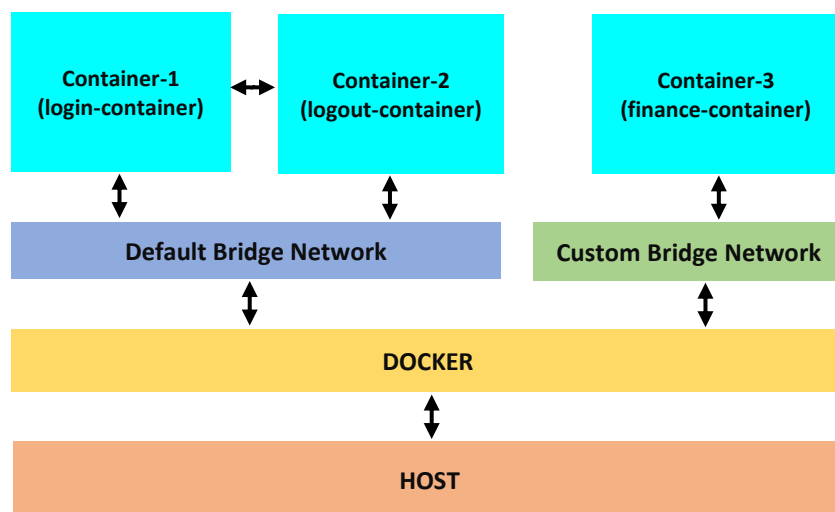 Container-1
(login-container)
Container-2
(logout-container)
Container-3
(finance-container)
Default Bridge Network
Custom Bridge Network
DOCKER
HOST